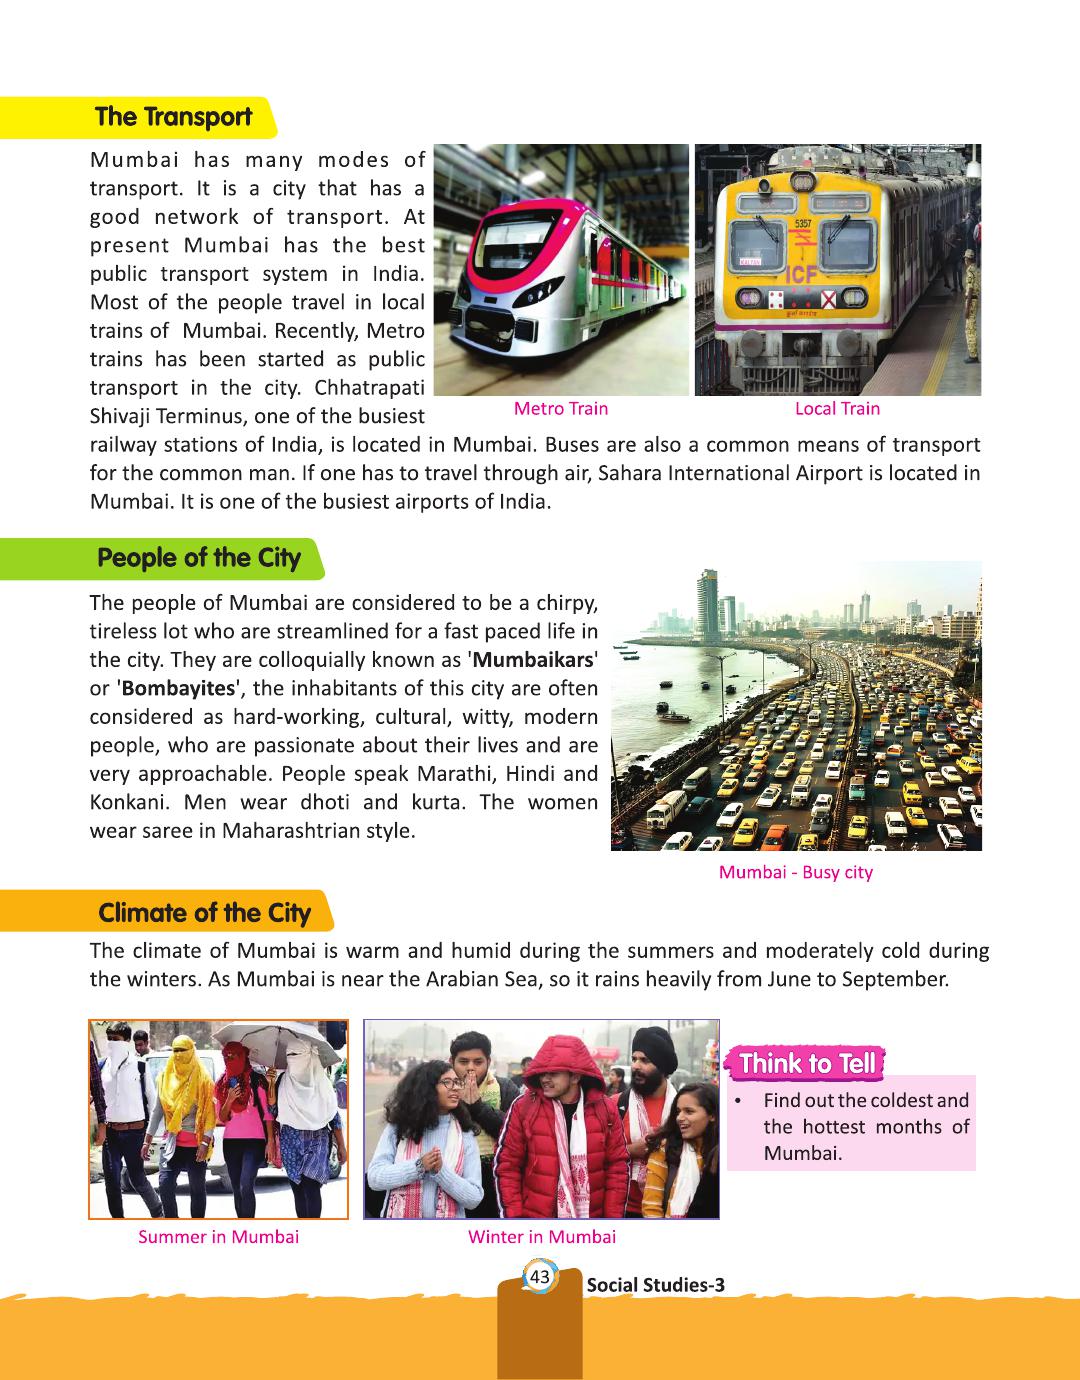 The Transport
Mumbai has many modes of
transport. It is a city that has a
good network of transport. At
present Mumbai has the best
public transport system in India.
Most of the people travel in local
trains of Mumbai. Recently, Metro
trains has been started as public
transport in the city. Chhatrapati
Shivaji Terminus, one of the busiest
railway stations of India, is located in Mumbai. Buses are also a common means of transport
for the common man. If one has to travel through air, Sahara International Airport is located in
Mumbai. It is one of the busiest airports of India.
5357
KALYAN
ICF
Metro Train
Local Train
People of the City
The people of Mumbai are considered to be a chirpy,
tireless lot who are streamlined for a fast paced life in
the city. They are colloquially known as 'Mumbaikars'
or 'Bombayites', the inhabitants of this city are often
considered as hard-working, cultural, witty, modern
people, who are passionate about their lives and are
very approachable. People speak Marathi, Hindi and
Konkani. Men wear dhoti and kurta. The women
wear saree in Maharashtrian style.
Mumbai - Busy city
Climate of the City
The climate of Mumbai is warm and humid during the summers and moderately cold during
the winters. As Mumbai is near the Arabian Sea, so it rains heavily from June to September.
Summer in Mumbai
Winter in Mumbai
Think to Tell
• Find out the coldest and
the hottest months of
Mumbai.
43
Social Studies-3